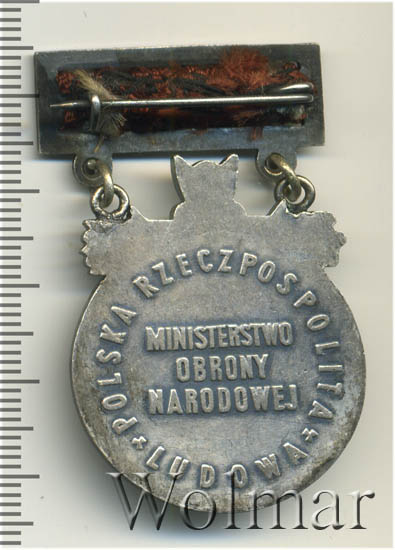 POLSKA RZECZPOSPOLITA
LUDOWA
MINISTERSTWO
OBRONY
NARODOWEJ
Wolmar